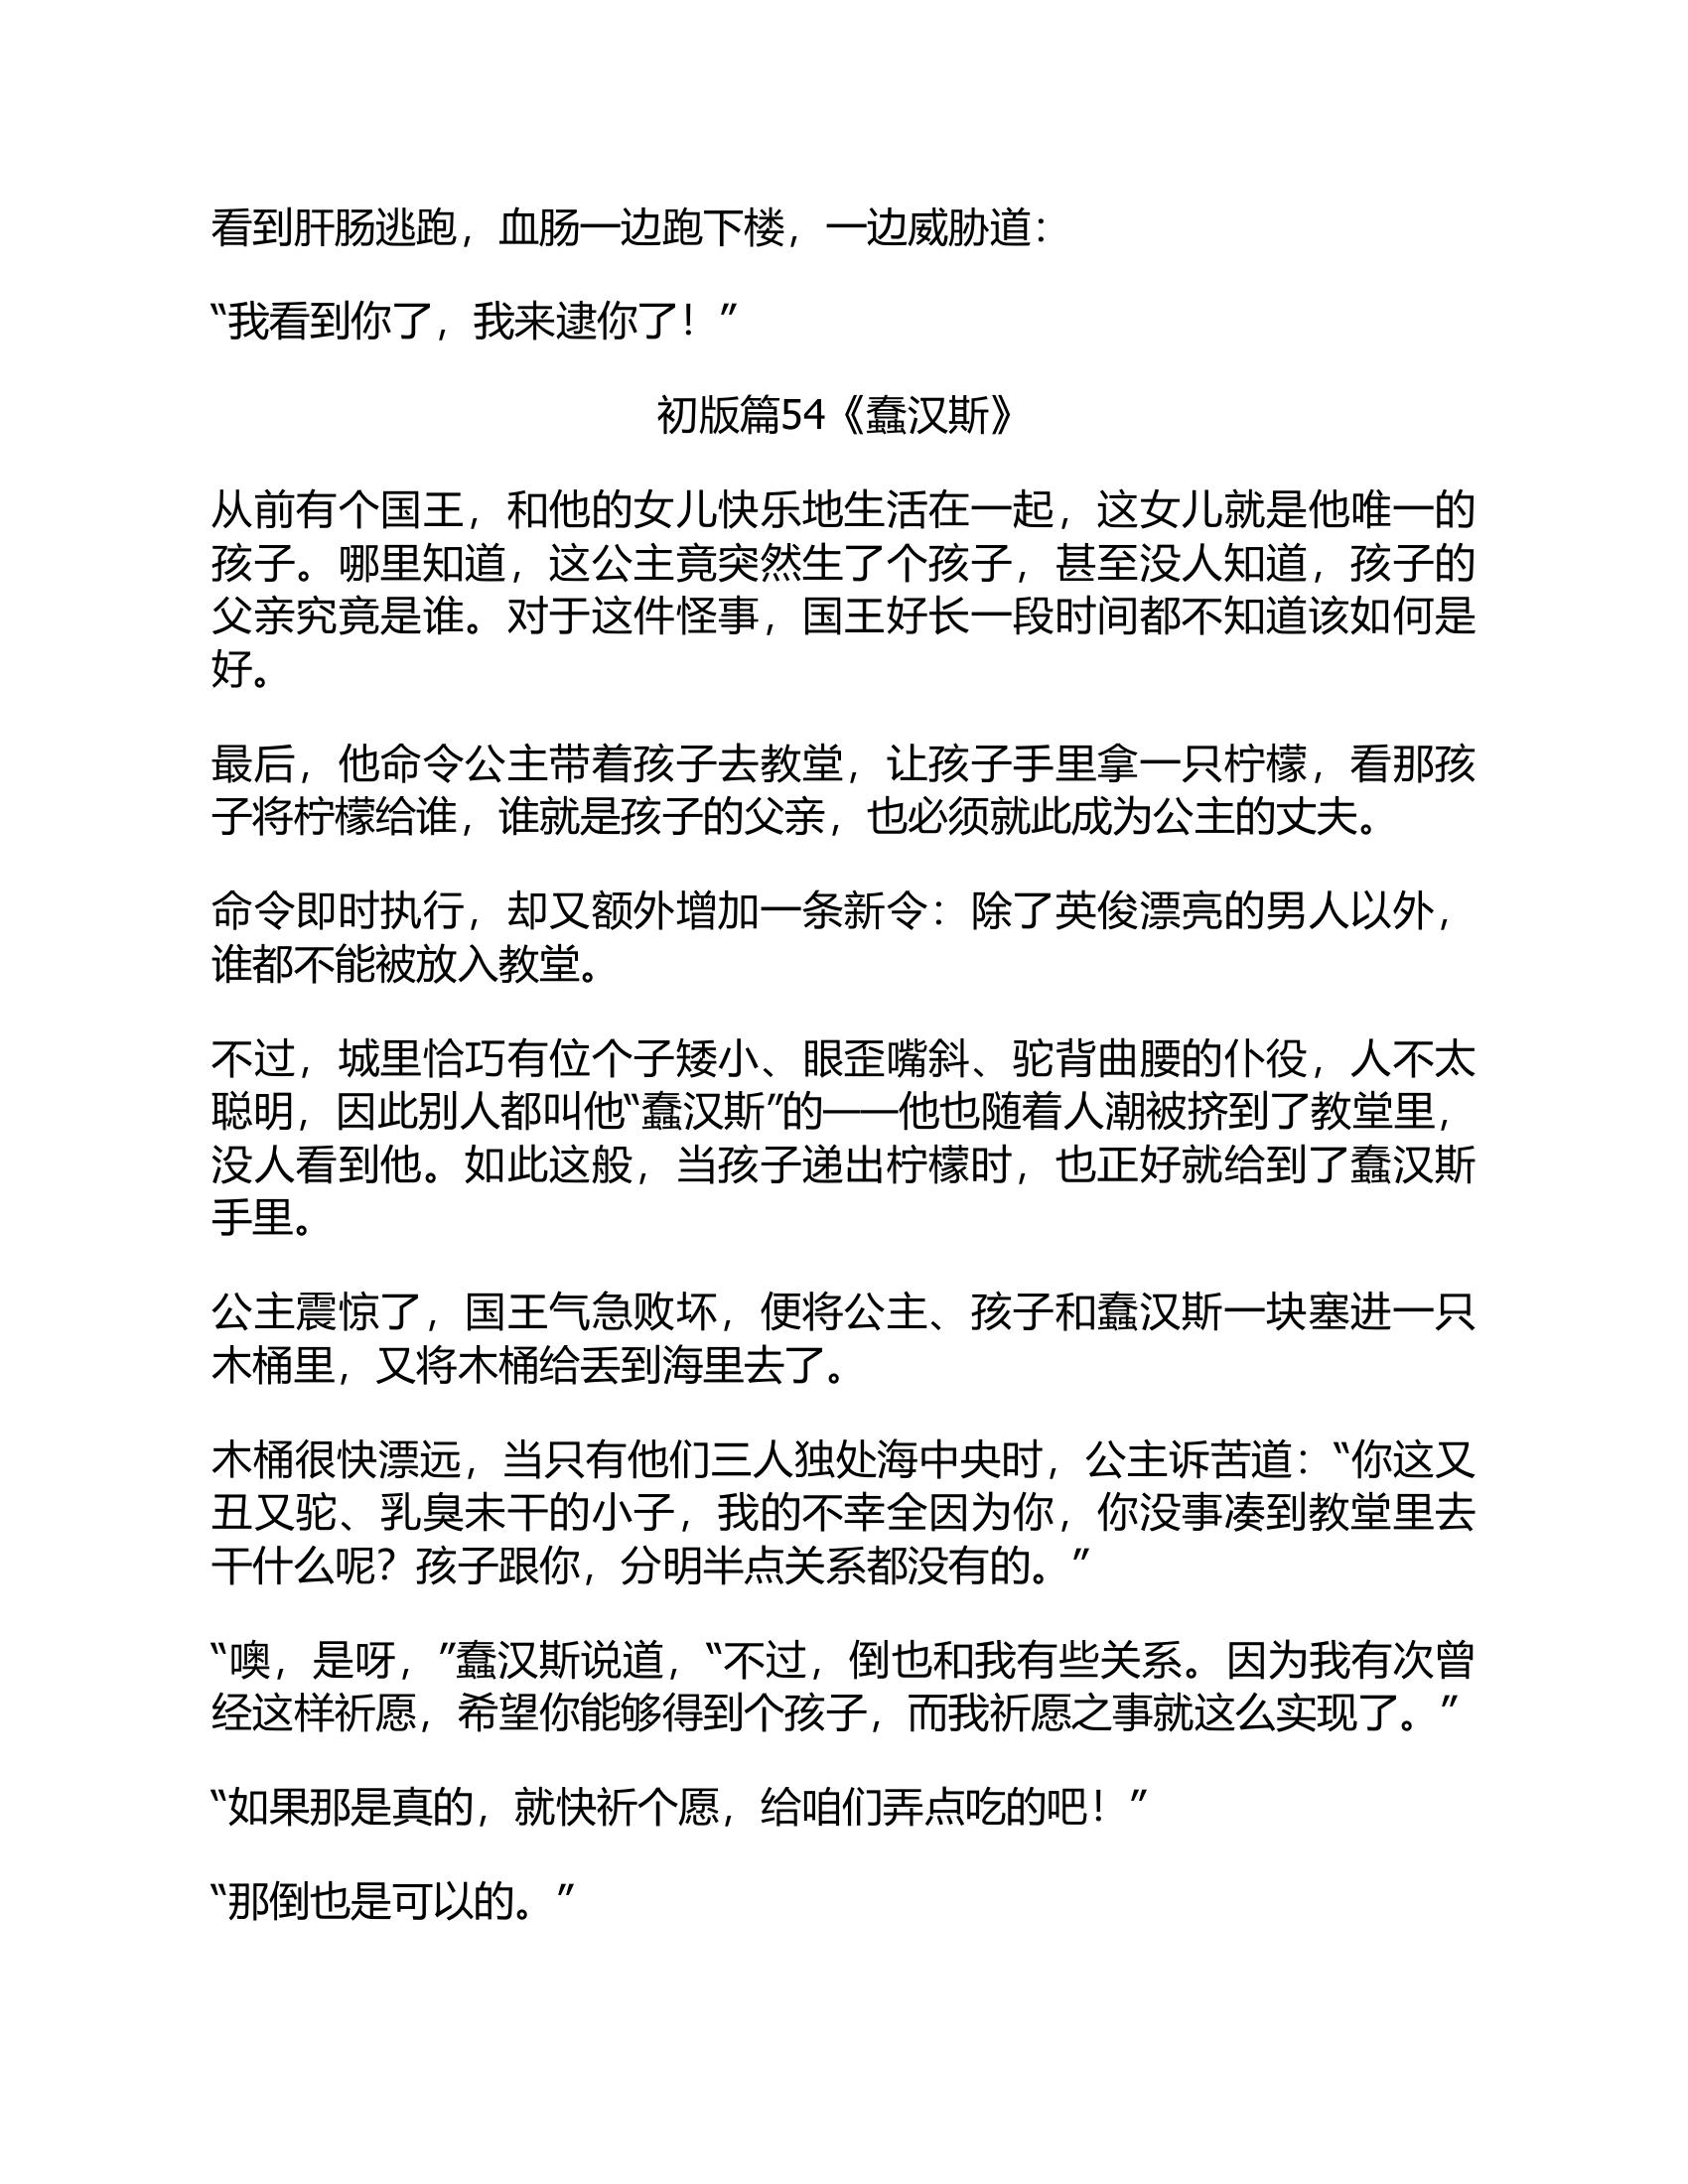 看到肝肠逃跑，血肠一边跑下楼，一边威胁道：
“我看到你了，我来逮你了！”
初版篇54《蠢汉斯》
从前有个国王，和他的女儿快乐地生活在一起，这女儿就是他唯一的
孩子。哪里知道，这公主竟突然生了个孩子，甚至没人知道，孩子的
父亲究竟是谁。对于这件怪事，国王好长一段时间都不知道该如何是
好。
最后，他命令公主带着孩子去教堂，让孩子手里拿一只柠檬，看那孩
子将柠檬给谁，谁就是孩子的父亲，也必须就此成为公主的丈夫。
命令即时执行，却又额外增加一条新令：除了英俊漂亮的男人以外，
谁都不能被放入教堂。
不过，城里恰巧有位个子矮小、眼歪嘴斜、驼背曲腰的仆役，人不太
聪明，因此别人都叫他“蠢汉斯”的——他也随着人潮被挤到了教堂里，
没人看到他。如此这般，当孩子递出柠檬时，也正好就给到了蠢汉斯
手里。
公主震惊了，国王气急败坏，便将公主、孩子和蠢汉斯一块塞进一只
木桶里，又将木桶给丢到海里去了。
木桶很快漂远，当只有他们三人独处海中央时，公主诉苦道：“你这又
丑又驼、乳臭未干的小子，我的不幸全因为你，你没事凑到教堂里去
干什么呢？孩子跟你，分明半点关系都没有的。”
“噢，是呀，”蠢汉斯说道，“不过，倒也和我有些关系。因为我有次曾
经这样祈愿，希望你能够得到个孩子，而我祈愿之事就这么实现了。”
“如果那是真的，就快祈个愿，给咱们弄点吃的吧！”
“那倒也是可以的。”